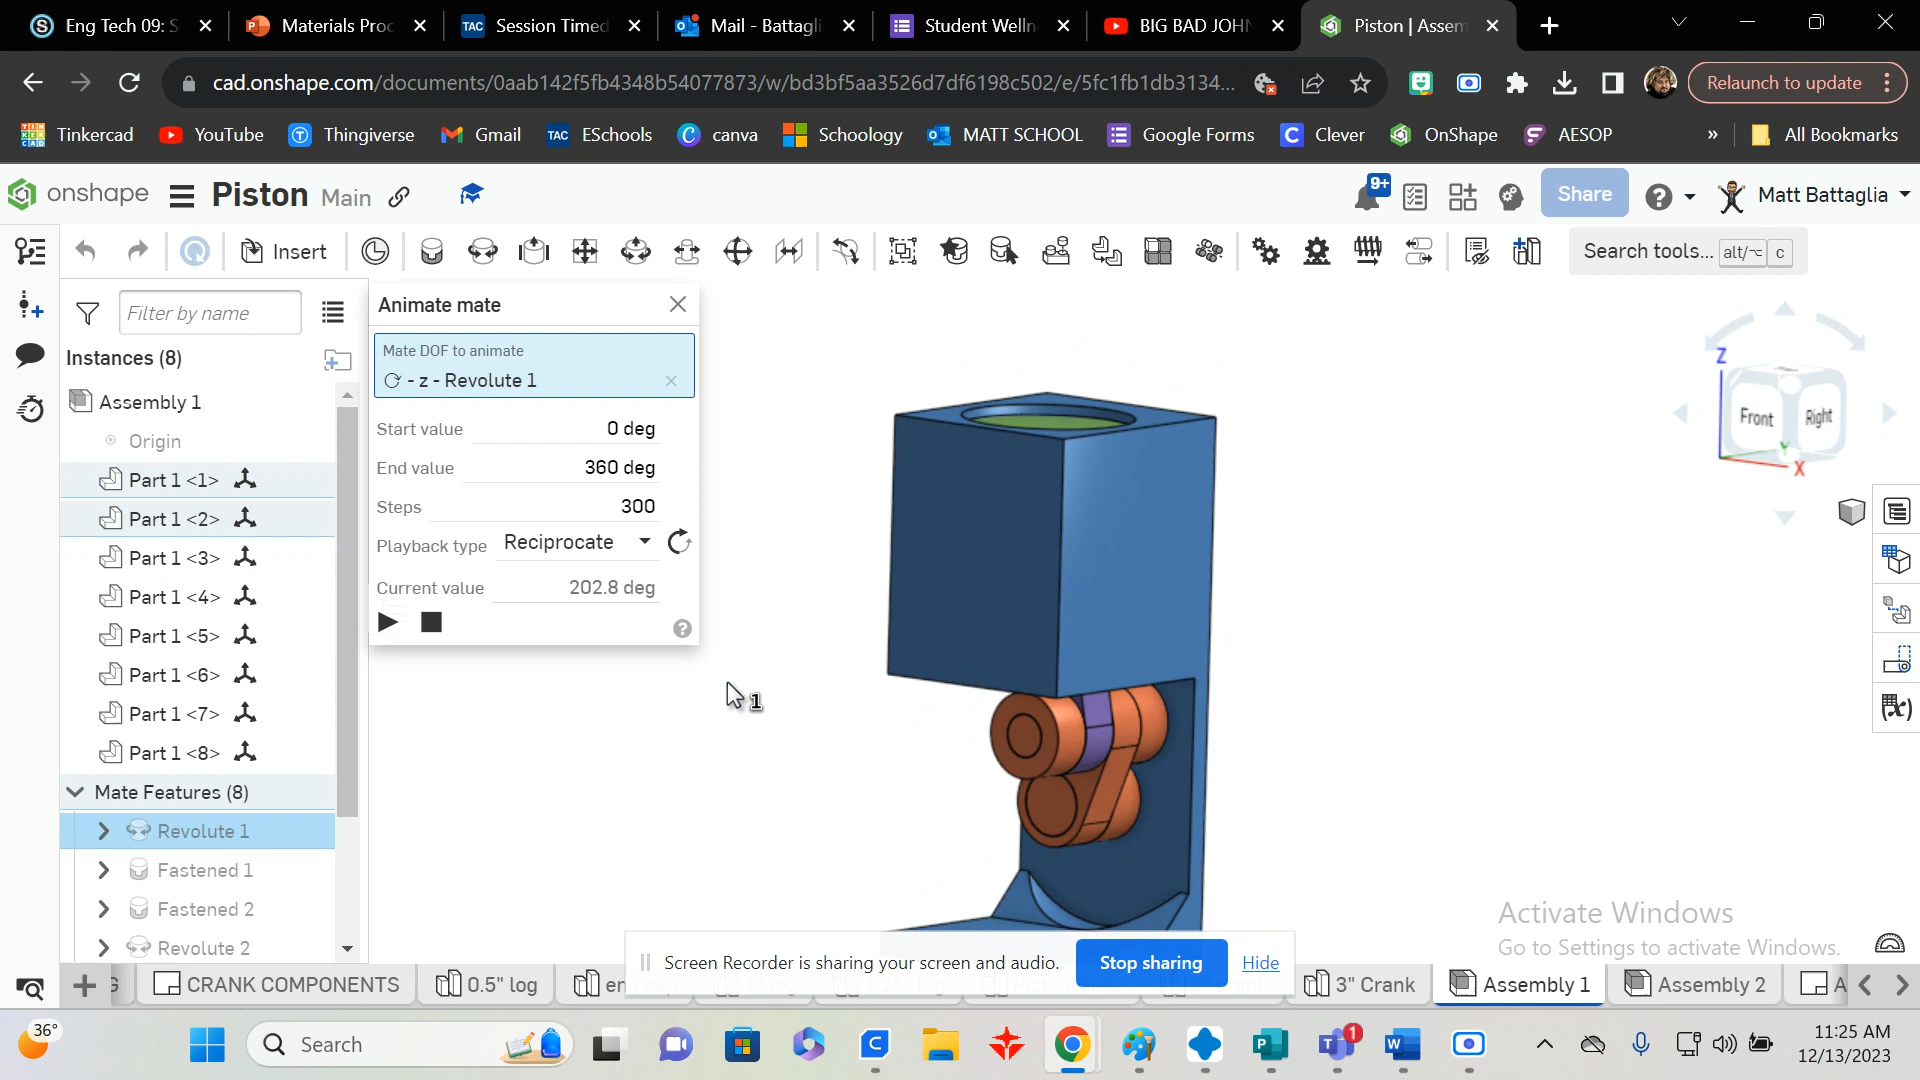 Eng Tech 09: S
Materials Proc
TAC Session Timed
Mail - Battagli
Student Welln
BIG BAD JOHN
Piston | Assem
cad.onshape.com/documents/0aab142f5fb4348b54077873/w/bd3bf5aa3526d7df6198c502/e/5fc1fb1db3134...
Relaunch to update
Tinkercad
YouTube
Thingiverse
Gmail
TAC ESchools
canva
Schoology
MATT SCHOOL
Google Forms
Clever
OnShape
AESOP
»
All Bookmarks
onshape
Piston Main
9+
Share
Matt Battaglia
Insert
Search tools... alt/⌥ c
Filter by name
Instances (8)
Assembly 1
Origin
Part 1 <1>
Part 1 <2>
Part 1 <3>
Part 1 <4>
Part 1 <5>
Part 1 <6>
Part 1 <7>
Part 1 <8>
Mate Features (8)
Revolute 1
Fastened 1
Fastened 2
Revolute 2
Animate mate
Mate DOF to animate
- z - Revolute 1
Start value 0 deg
End value 360 deg
Steps 300
Playback type Reciprocate
Current value 202.8 deg
1
Z
Front
Right
Y
X
Activate Windows
Go to Settings to activate Windows.
Screen Recorder is sharing your screen and audio.
Stop sharing
Hide
CRANK COMPONENTS
0.5" log
3" Crank
Assembly 1
Assembly 2
A
36°
Search
1
11:25 AM
12/13/2023